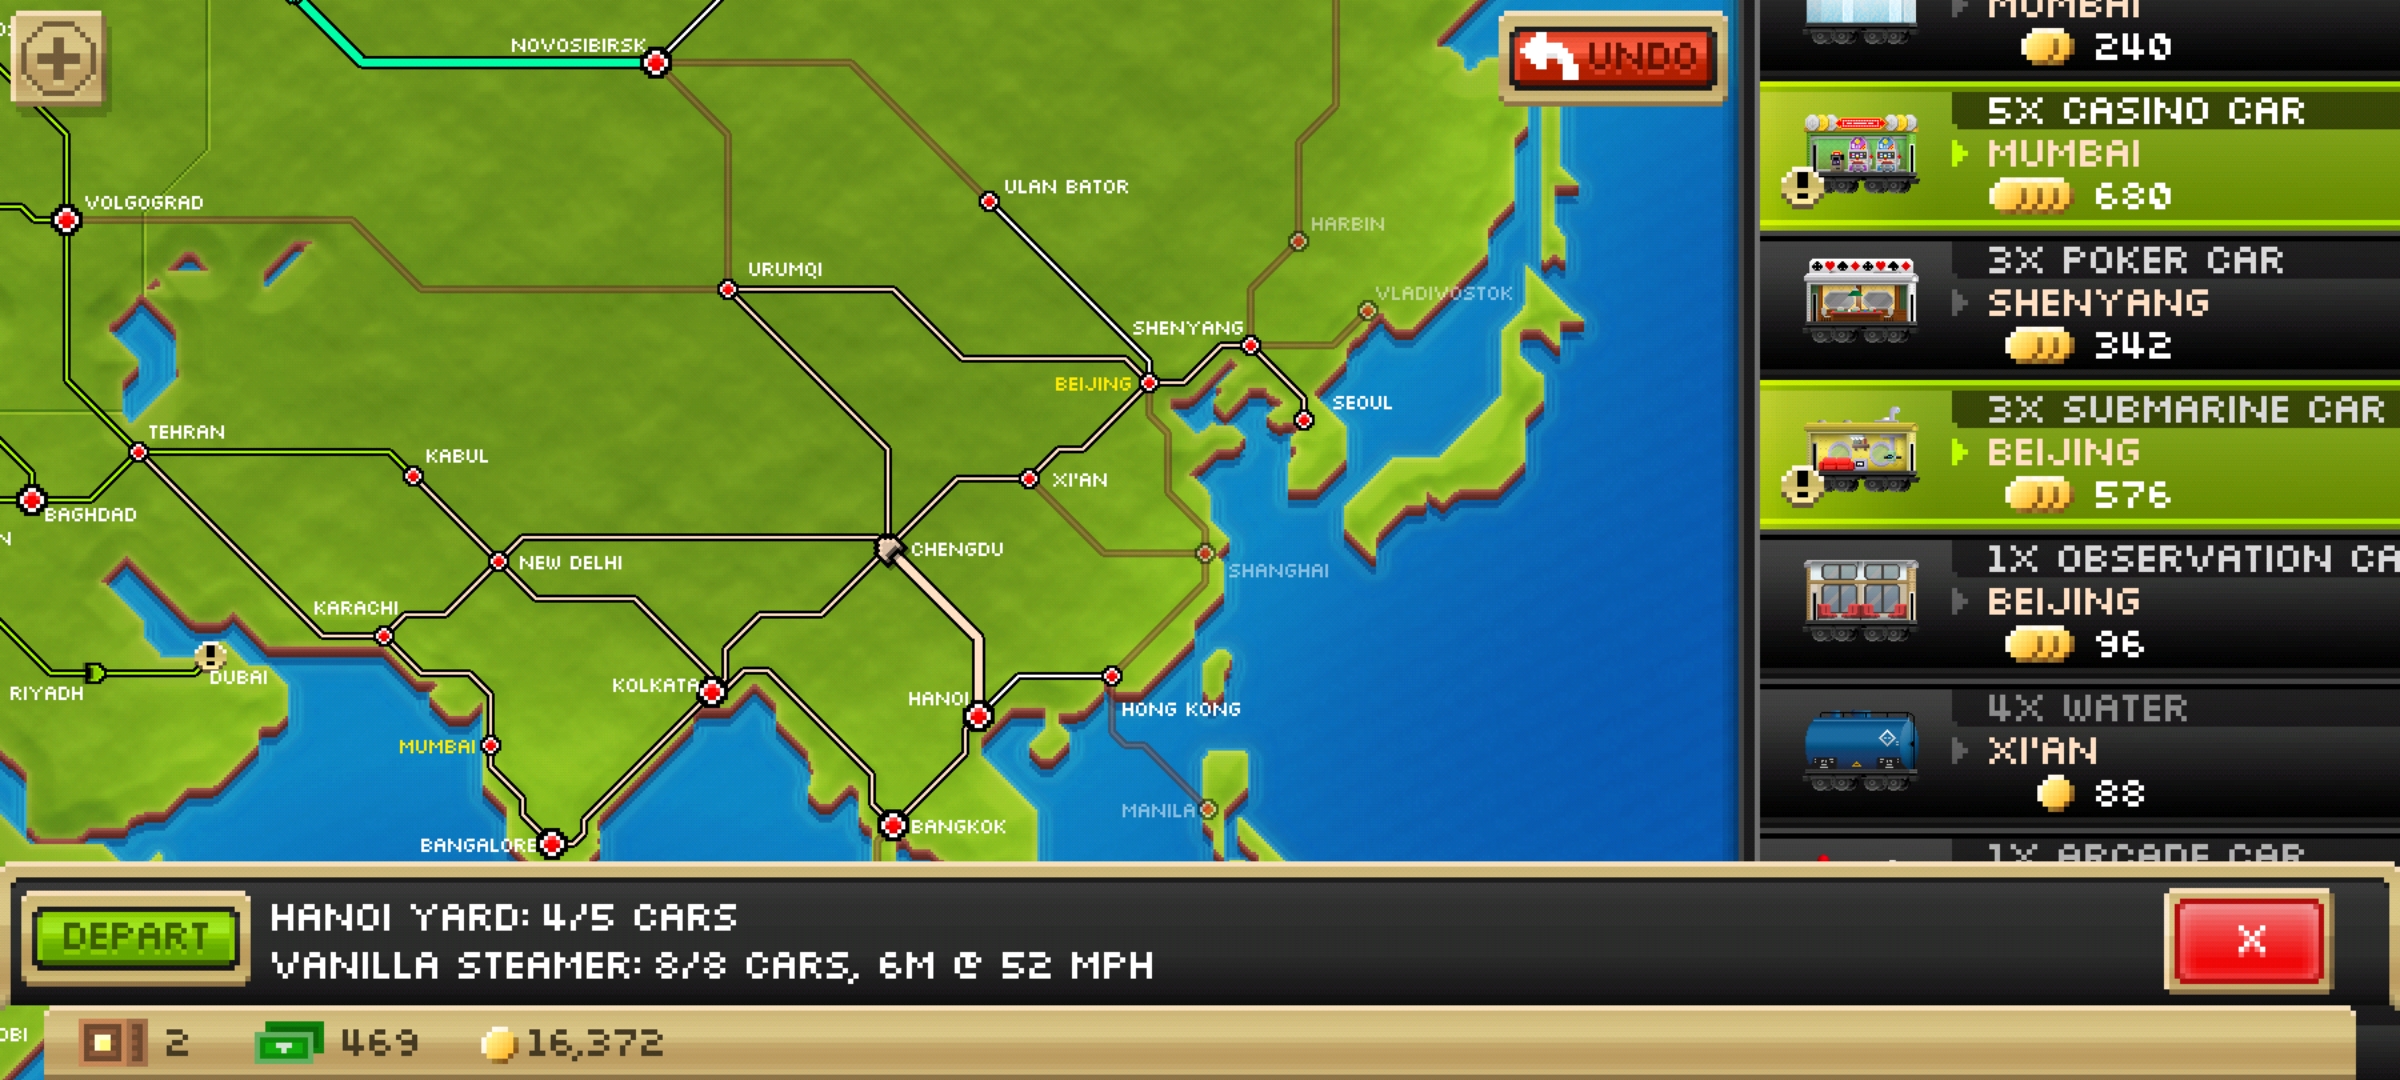 NOVOSIBIRSK
UNDO
VOLGOGRAD
ULAN BATOR
HARBIN
URUMQI
VLADIVOSTOK
SHENYANG
BEIJING
SEOUL
TEHRAN
KABUL
XI'AN
BAGHDAD
CHENGDU
NEW DELHI
SHANGHAI
KARACHI
DUBAI
RIYADH
KOLKATA
HANOI
HONG KONG
MUMBAI
MANILA
BANGKOK
BANGALORE
MUMBAI
240
5X CASINO CAR
MUMBAI
680
3X POKER CAR
SHENYANG
342
3X SUBMARINE CAR
BEIJING
576
1X OBSERVATION CA
BEIJING
96
4X WATER
XI'AN
88
1X ARCADE CAR
DEPART
HANOI YARD: 4/5 CARS
VANILLA STEAMER: 8/8 CARS, 6M @ 52 MPH
X
2
469
16,372